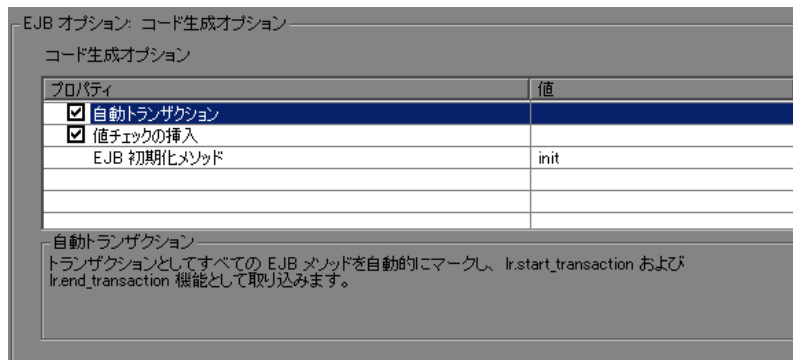 EJB オプション: コード生成オプション
コード生成オプション
プロパティ 値
自動トランザクション
値チェックの挿入
EJB 初期化メソッド init
自動トランザクション
トランザクションとしてすべての EJB メソッドを自動的にマークし、 lr.start_transaction および
lr.end_transaction 機能として取り込みます。